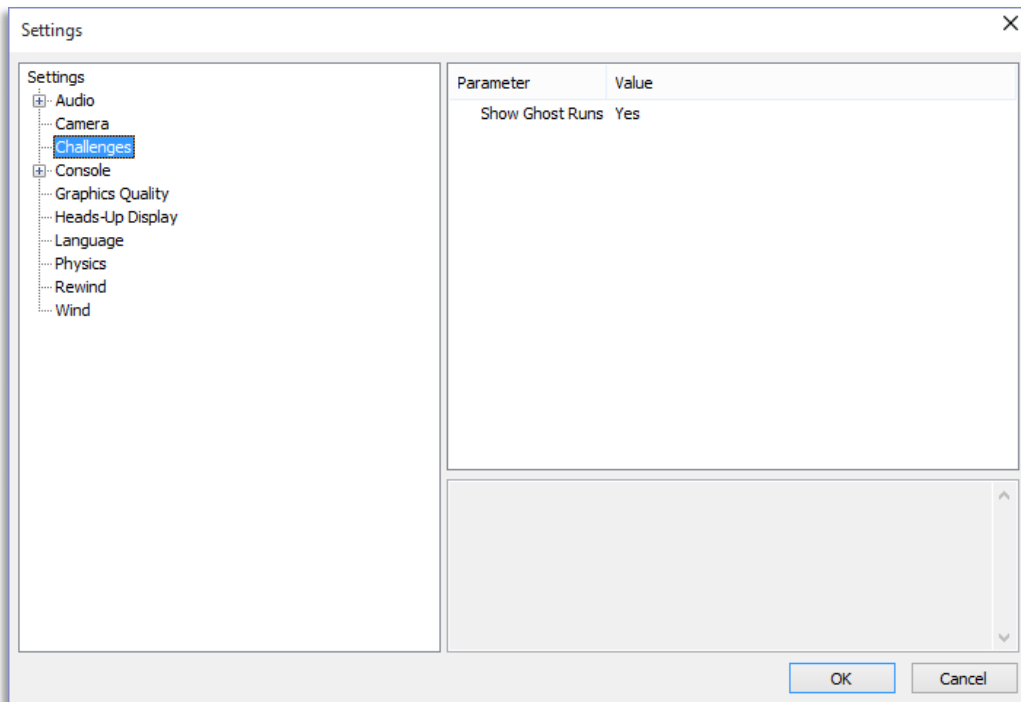 Settings
Settings
Audio
Camera
Challenges
Console
Graphics Quality
Heads-Up Display
Language
Physics
Rewind
Wind
Parameter Value
Show Ghost Runs Yes
OK Cancel